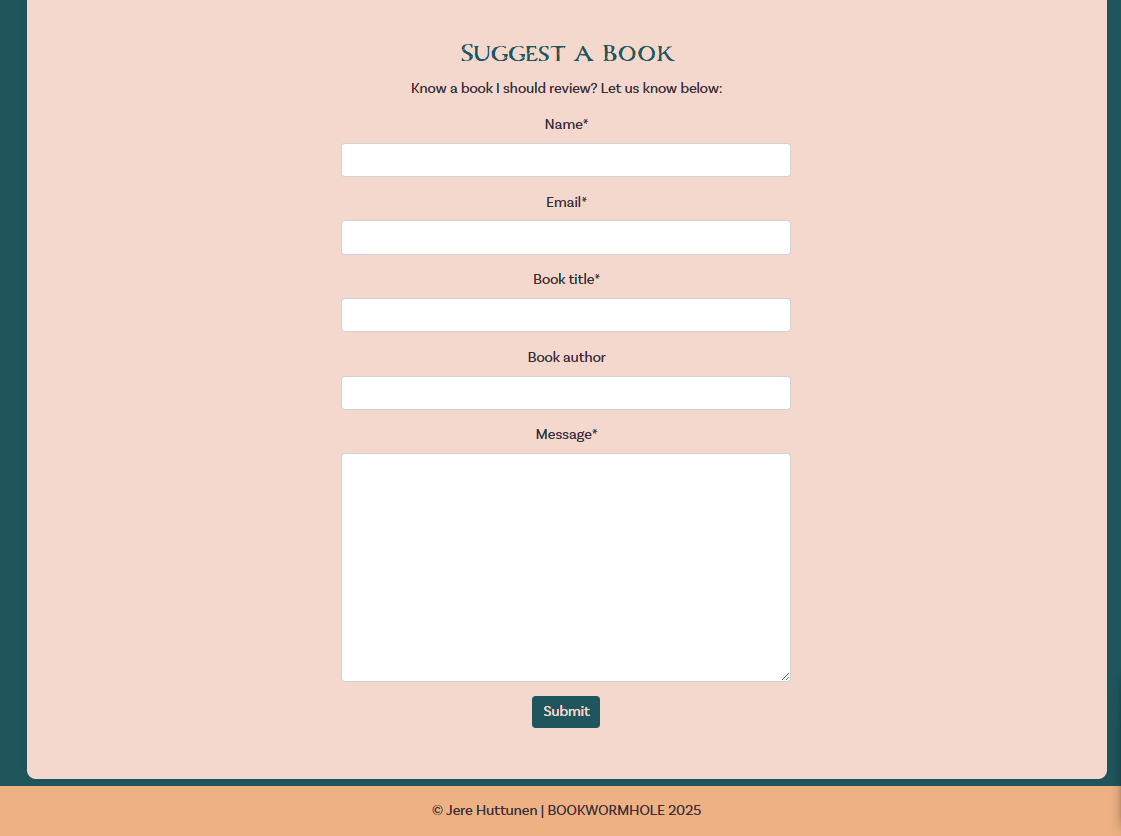 Suggest a Book
Know a book I should review? Let us know below:
Name*
Email*
Book title*
Book author
Message*
Submit
© Jere Huttunen | BOOKWORMHOLE 2025